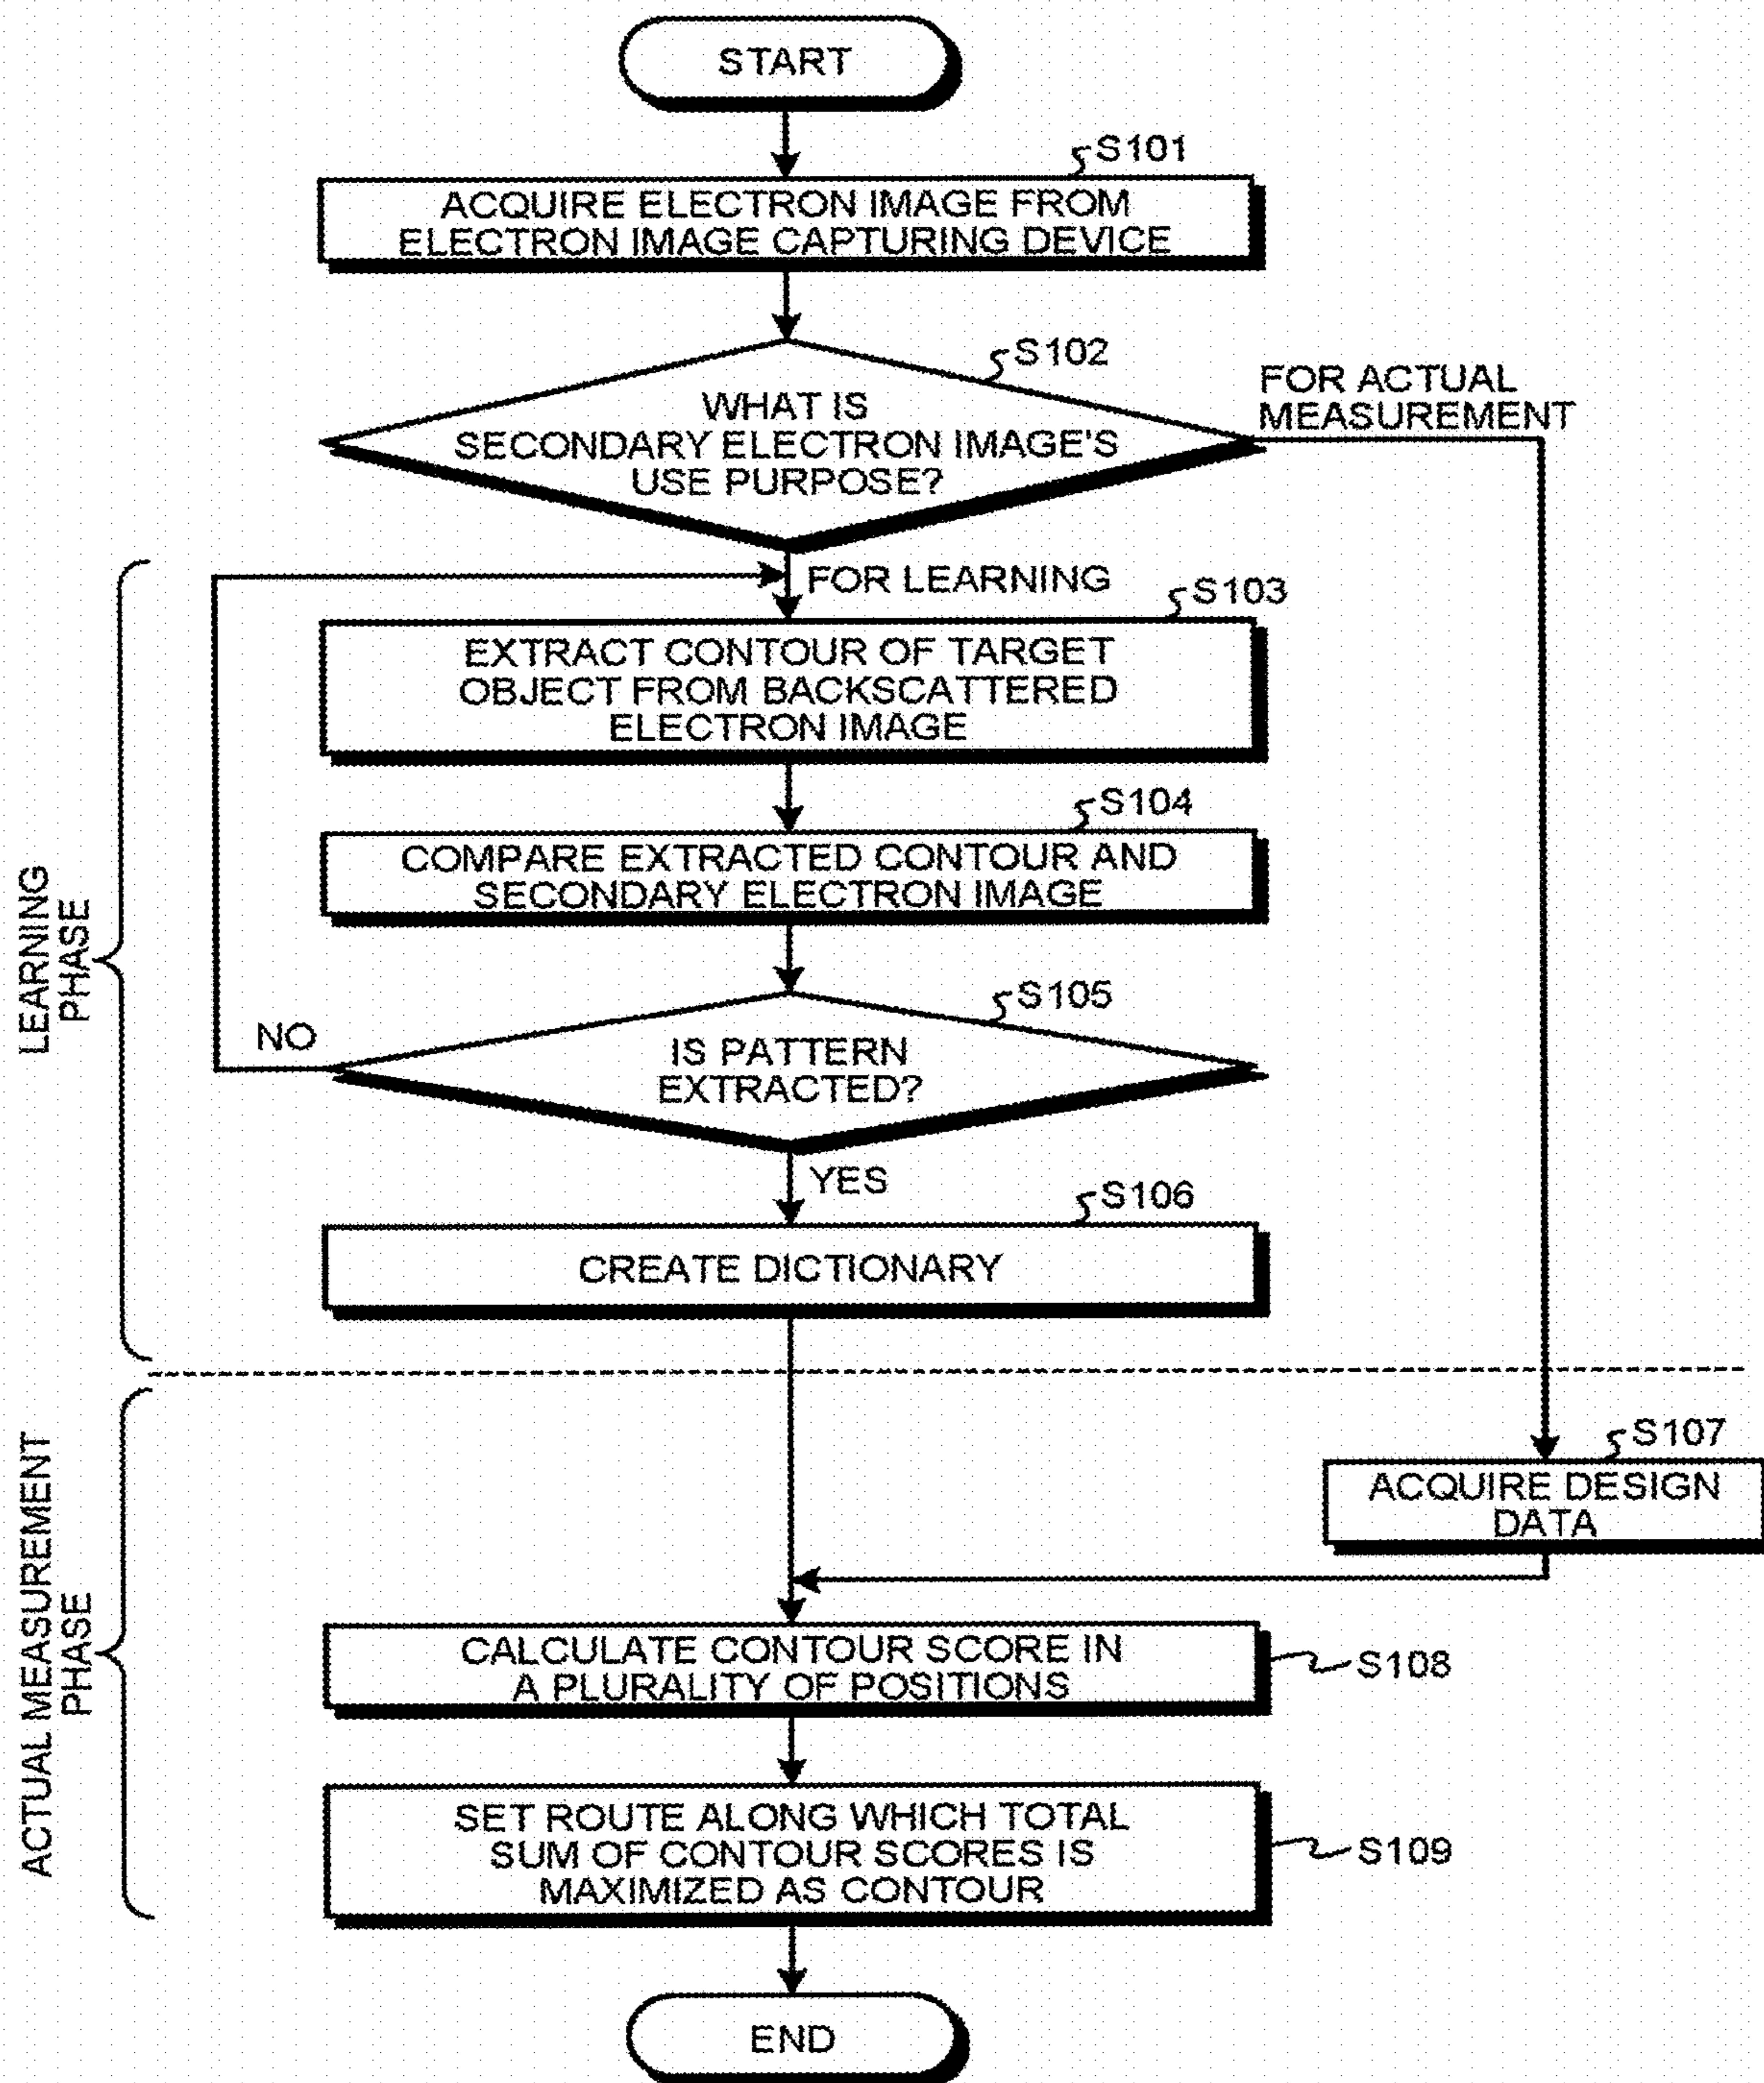 START
S101
ACQUIRE ELECTRON IMAGE FROM
ELECTRON IMAGE CAPTURING DEVICE
S102
WHAT IS
SECONDARY ELECTRON IMAGE'S
USE PURPOSE?
FOR ACTUAL
MEASUREMENT
FOR LEARNING
S103
EXTRACT CONTOUR OF TARGET
OBJECT FROM BACKSCATTERED
ELECTRON IMAGE
S104
COMPARE EXTRACTED CONTOUR AND
SECONDARY ELECTRON IMAGE
LEARNING
PHASE
S105
IS PATTERN
EXTRACTED?
NO
YES
S106
CREATE DICTIONARY
S107
ACQUIRE DESIGN
DATA
ACTUAL MEASUREMENT
PHASE
CALCULATE CONTOUR SCORE IN
A PLURALITY OF POSITIONS
S108
SET ROUTE ALONG WHICH TOTAL
SUM OF CONTOUR SCORES IS
MAXIMIZED AS CONTOUR
S109
END